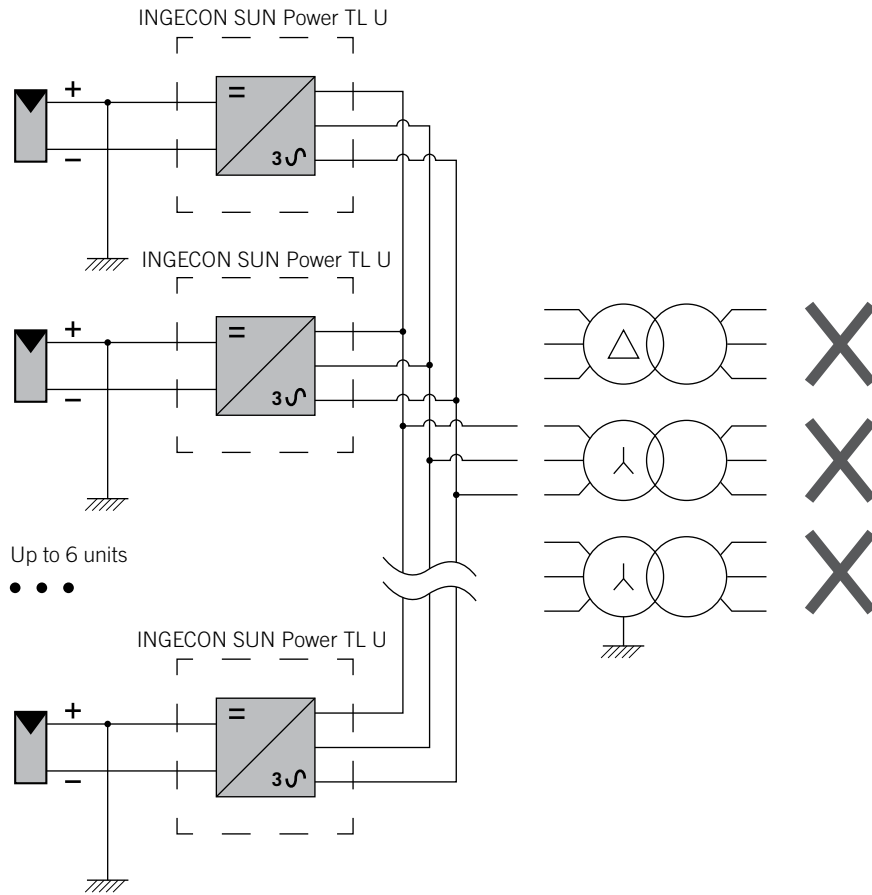 INGECON SUN Power TL U
+
=
−
3
INGECON SUN Power TL U
+
=
−
3
Up to 6 units
• • •
INGECON SUN Power TL U
+
=
−
3